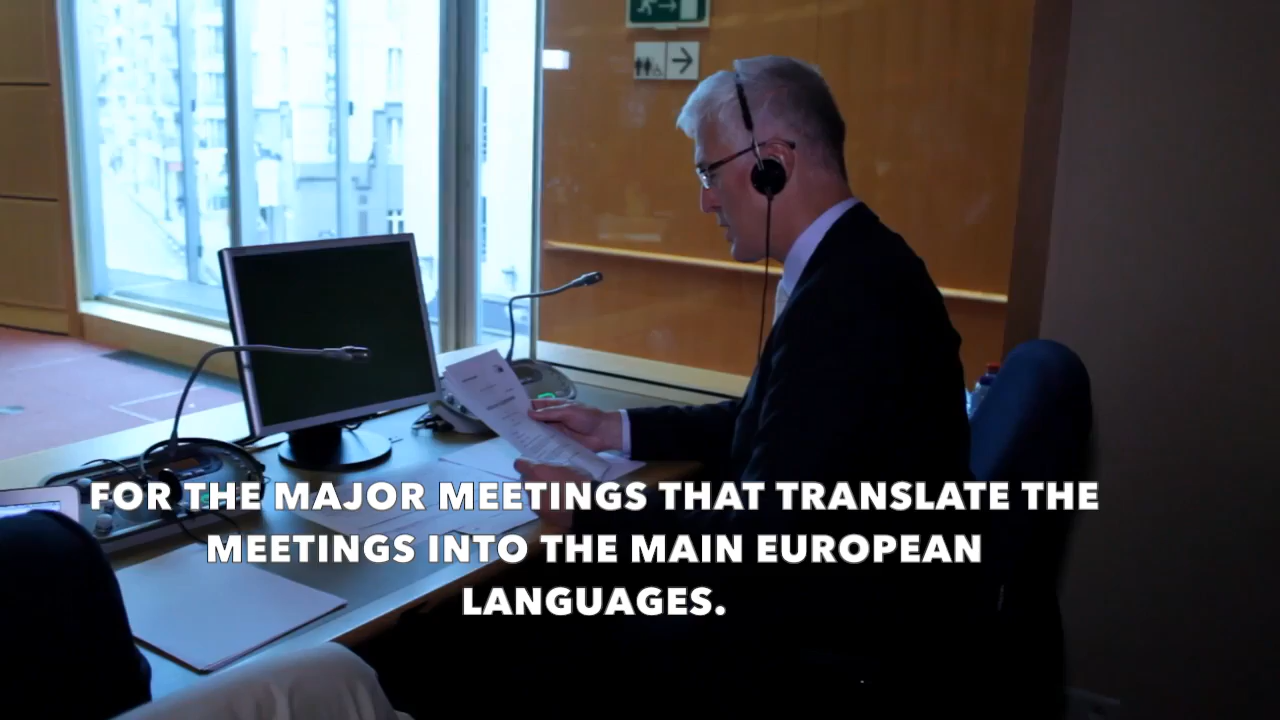 FOR THE MAJOR MEETINGS THAT TRANSLATE THE
MEETINGS INTO THE MAIN EUROPEAN
LANGUAGES.